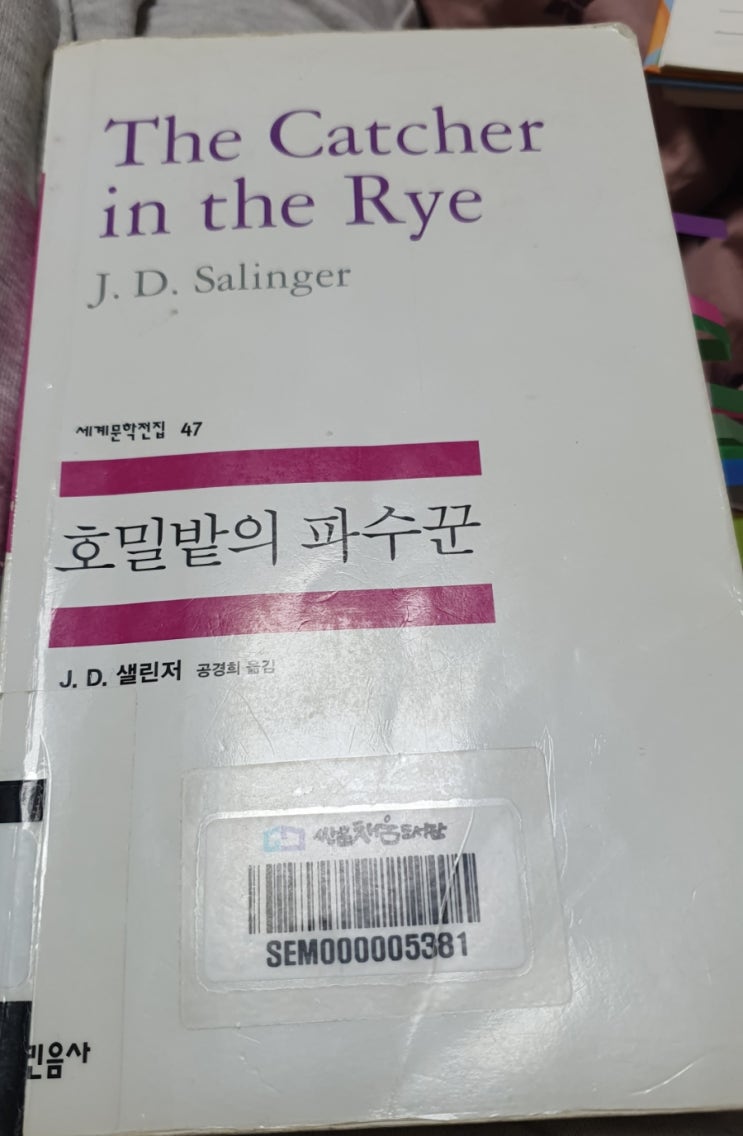 The Catcher
in the Rye
J. D. Salinger
세계문학전집 47
호밀밭의 파수꾼
J. D. 샐린저 공경희 옮김
SEM000005381
민음사